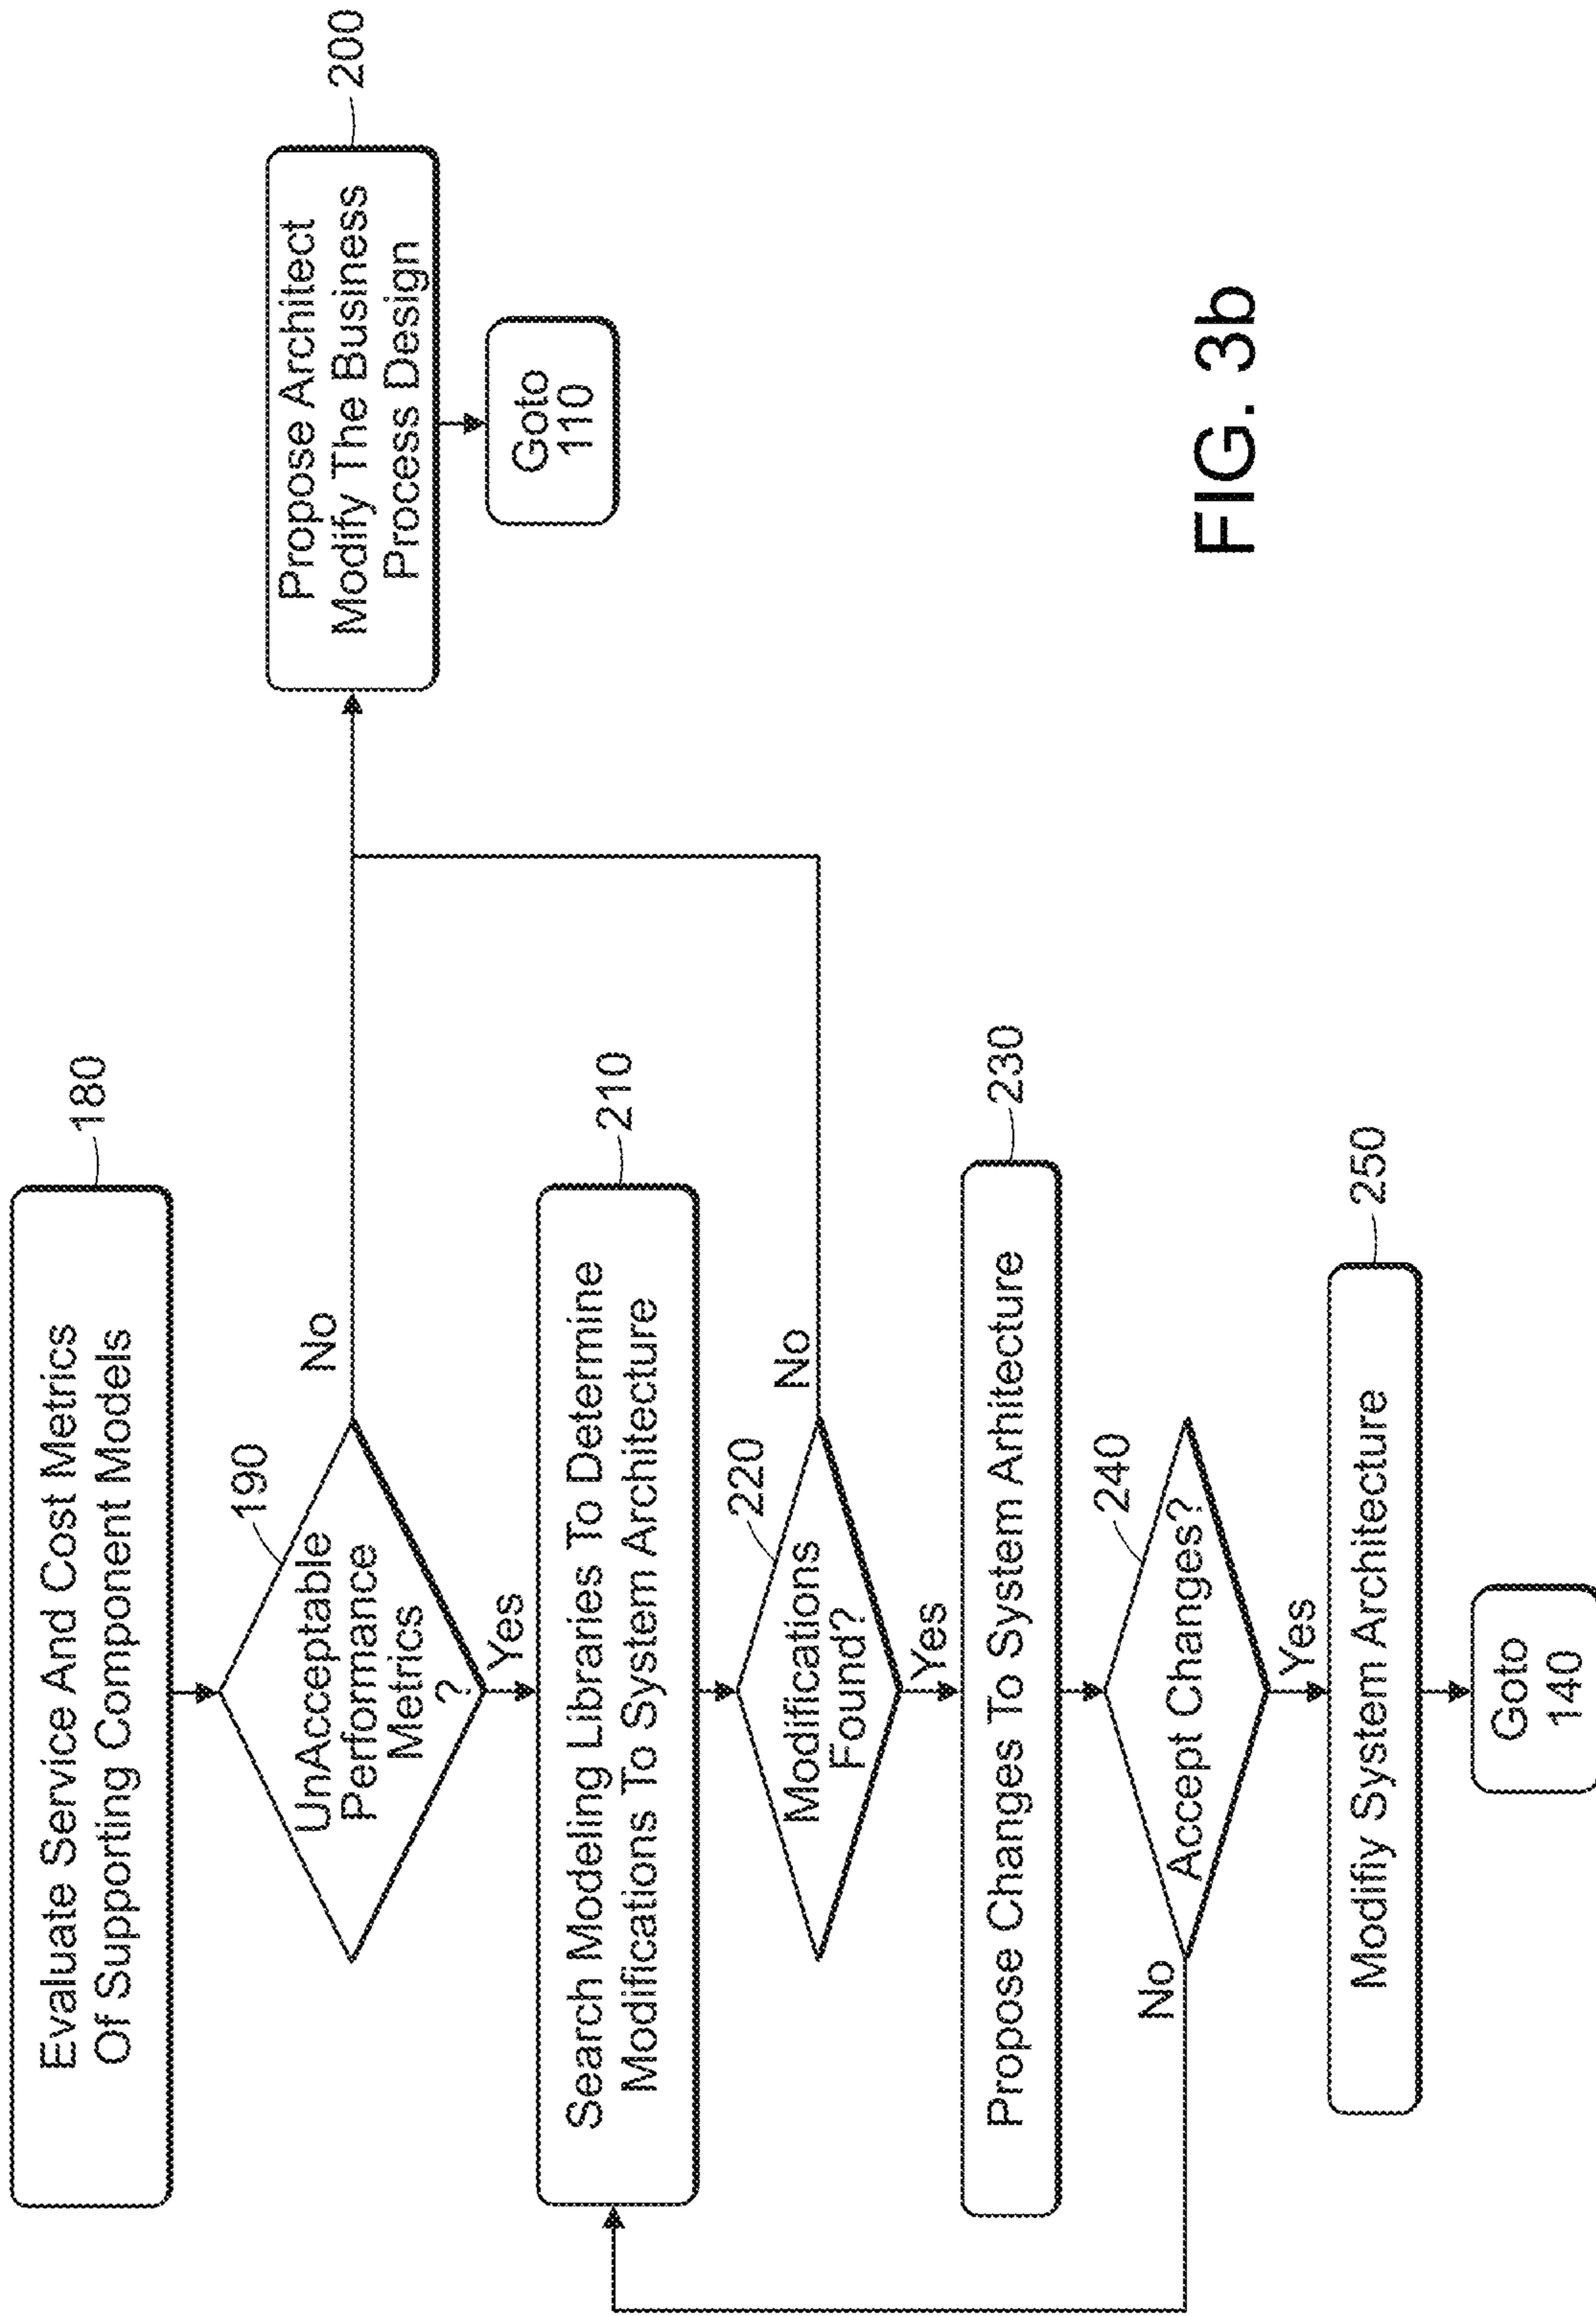 Evaluate Service And Cost Metrics
Of Supporting Component Models
180
190
UnAcceptable
Performance
Metrics
?
No
Yes
Propose Architect
Modify The Business
Process Design
200
Goto
110
Search Modeling Libraries To Determine
Modifications To System Architecture
210
220
Modifications
Found?
No
Yes
Propose Changes To System Arhitecture
230
240
Accept Changes?
No
Yes
Modifiy System Architecture
250
Goto
140
FIG. 3b